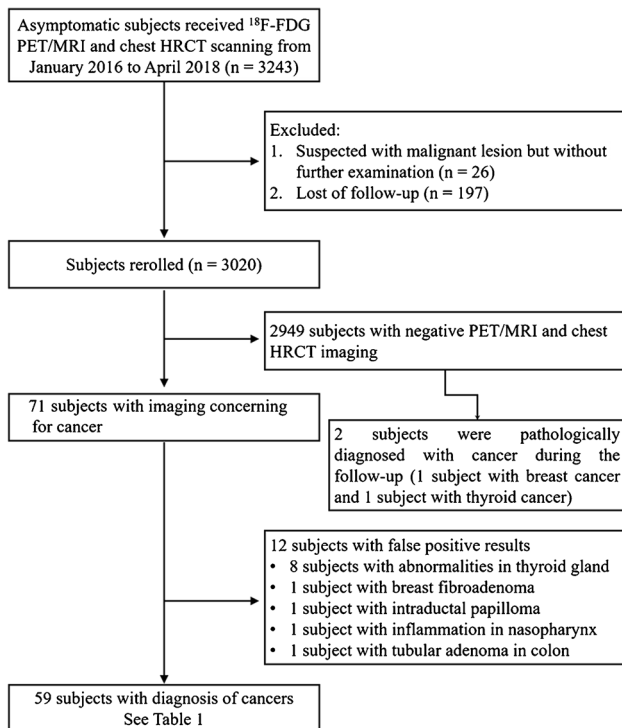 Asymptomatic subjects received ¹⁸F-FDG
PET/MRI and chest HRCT scanning from
January 2016 to April 2018 (n = 3243)
Excluded:
1. Suspected with malignant lesion but without
further examination (n = 26)
2. Lost of follow-up (n = 197)
Subjects rerolled (n = 3020)
2949 subjects with negative PET/MRI and chest
HRCT imaging
71 subjects with imaging concerning
for cancer
2 subjects were pathologically
diagnosed with cancer during the
follow-up (1 subject with breast cancer
and 1 subject with thyroid cancer)
12 subjects with false positive results
• 8 subjects with abnormalities in thyroid gland
• 1 subject with breast fibroadenoma
• 1 subject with intraductal papilloma
• 1 subject with inflammation in nasopharynx
• 1 subject with tubular adenoma in colon
59 subjects with diagnosis of cancers
See Table 1